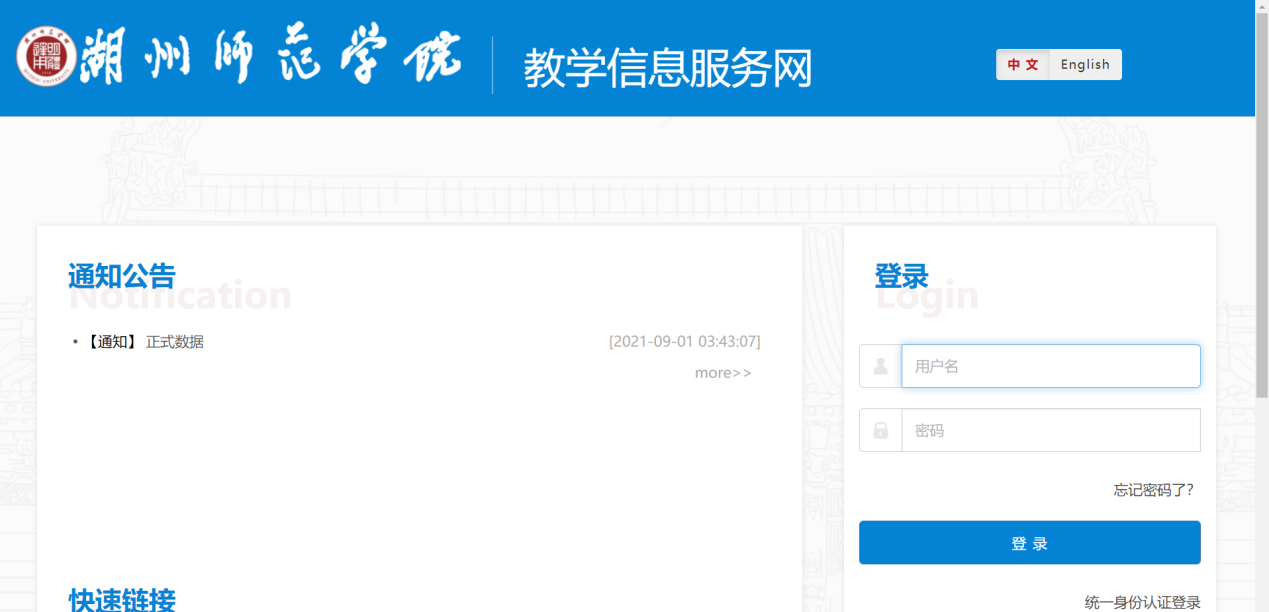 湖州师范学院
教学信息服务网
中文 English
通知公告
Notification
• 【通知】 正式数据 [2021-09-01 03:43:07]
more>>
快速链接
登录
Login
用户名
密码
忘记密码了？
登 录
统一身份认证登录